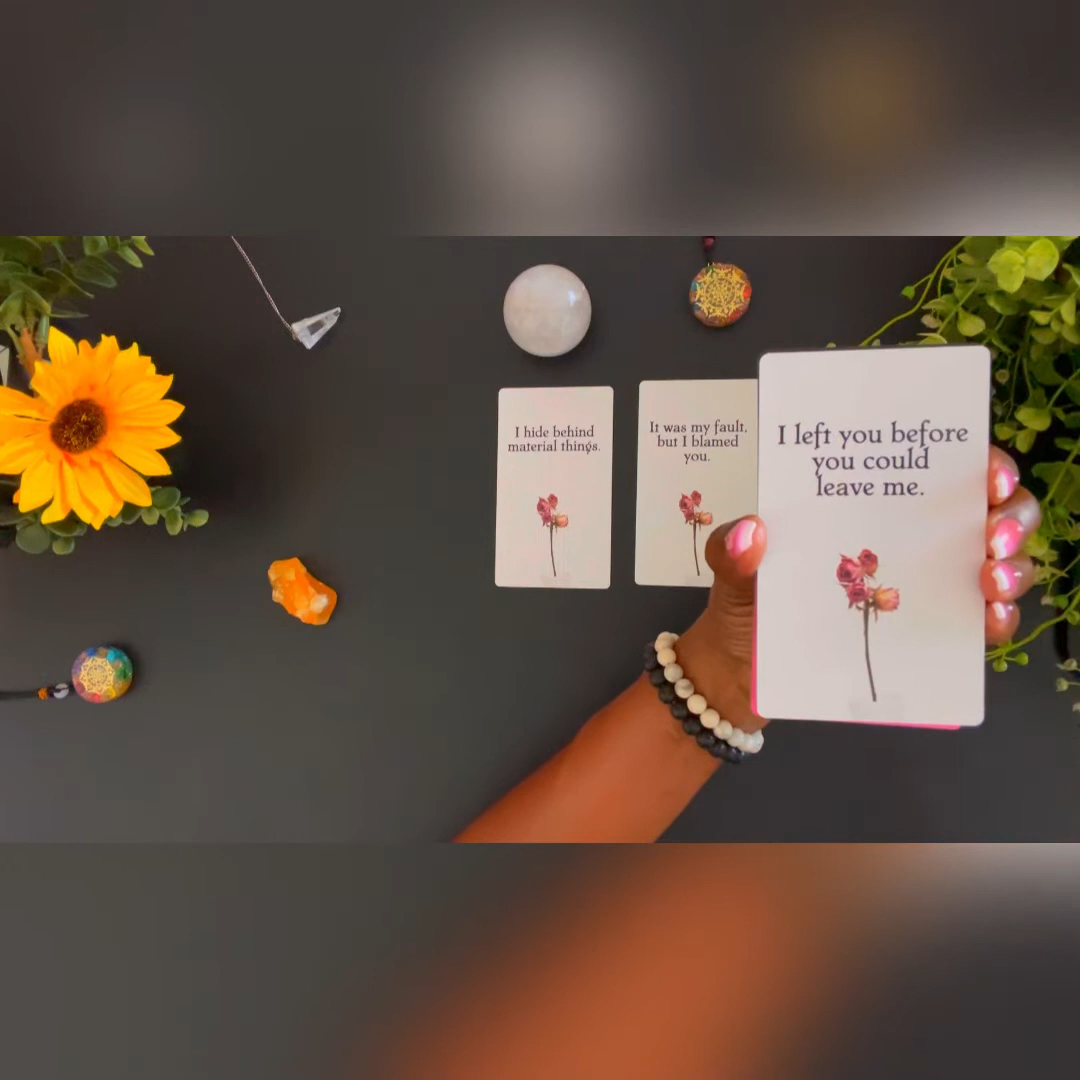 I hide behind
material things.
It was my fault,
but I blamed
you.
I left you before
you could
leave me.